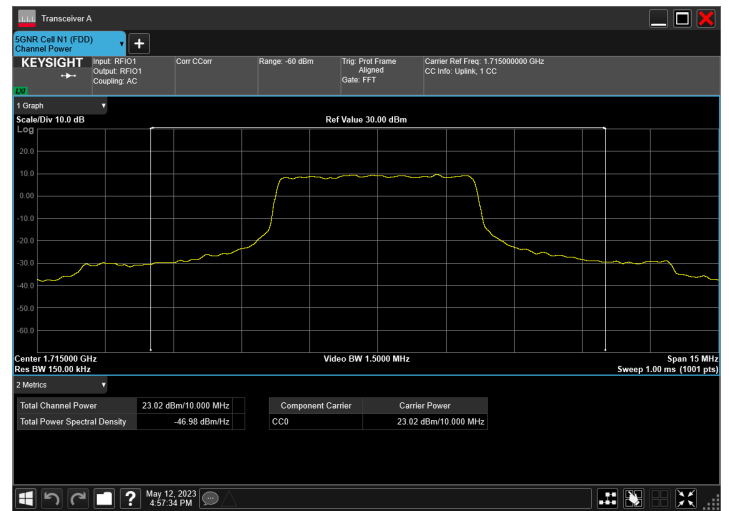 Transceiver A
5GNR Cell N1 (FDD)
Channel Power
KEYSIGHT
LXI
Input: RFIO1
Output: RFIO1
Coupling: AC
Corr CCorr
Range: -60 dBm
Trig: Prot Frame
Aligned
Gate: FFT
Carrier Ref Freq: 1.715000000 GHz
CC Info: Uplink, 1 CC
1 Graph
Scale/Div 10.0 dB
Ref Value 30.00 dBm
Log
20.0
10.0
0.00
-10.0
-20.0
-30.0
-40.0
-50.0
-60.0
Center 1.715000 GHz
Video BW 1.5000 MHz
Span 15 MHz
Res BW 150.00 kHz
Sweep 1.00 ms (1001 pts)
2 Metrics
Total Channel Power 23.02 dBm/10.000 MHz
Total Power Spectral Density -46.98 dBm/Hz
Component Carrier Carrier Power
CC0 23.02 dBm/10.000 MHz
May 12, 2023
4:57:34 PM